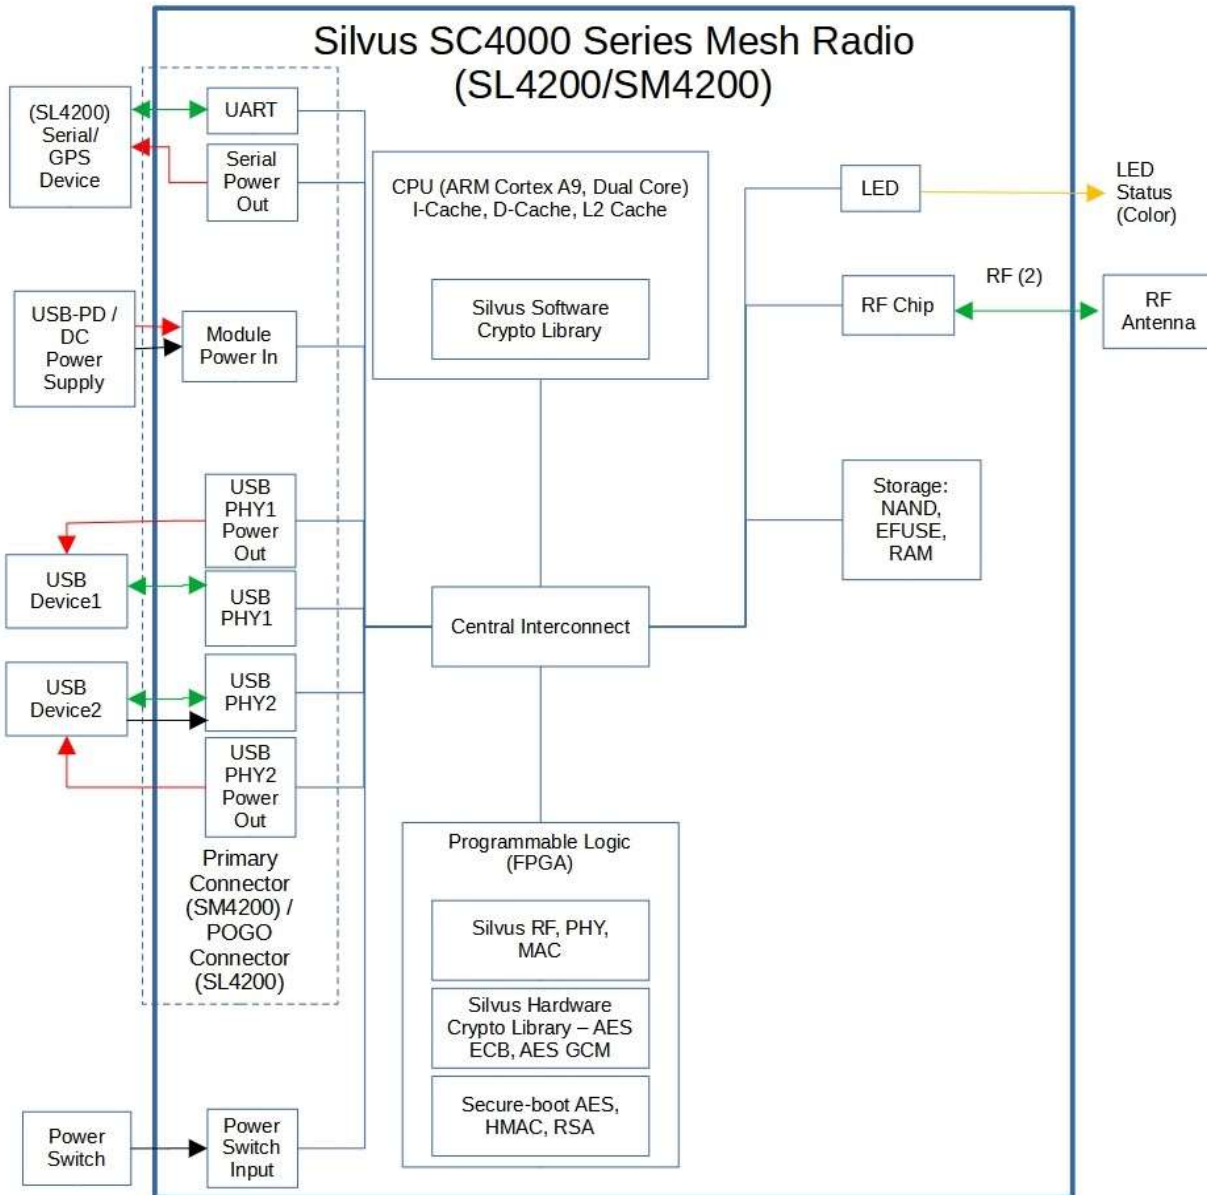 Silvus SC4000 Series Mesh Radio
(SL4200/SM4200)
(SL4200)
Serial/
GPS
Device
UART
Serial
Power
Out
CPU (ARM Cortex A9, Dual Core)
I-Cache, D-Cache, L2 Cache
Silvus Software
Crypto Library
LED
LED
Status
(Color)
RF Chip
RF (2)
RF
Antenna
USB-PD /
DC
Power
Supply
Module
Power In
Storage:
NAND,
EFUSE,
RAM
USB
PHY1
Power
Out
USB
Device1
USB
PHY1
Central Interconnect
USB
Device2
USB
PHY2
USB
PHY2
Power
Out
Primary
Connector
(SM4200) /
POGO
Connector
(SL4200)
Programmable Logic
(FPGA)
Silvus RF, PHY,
MAC
Silvus Hardware
Crypto Library – AES
ECB, AES GCM
Secure-boot AES,
HMAC, RSA
Power
Switch
Power
Switch
Input